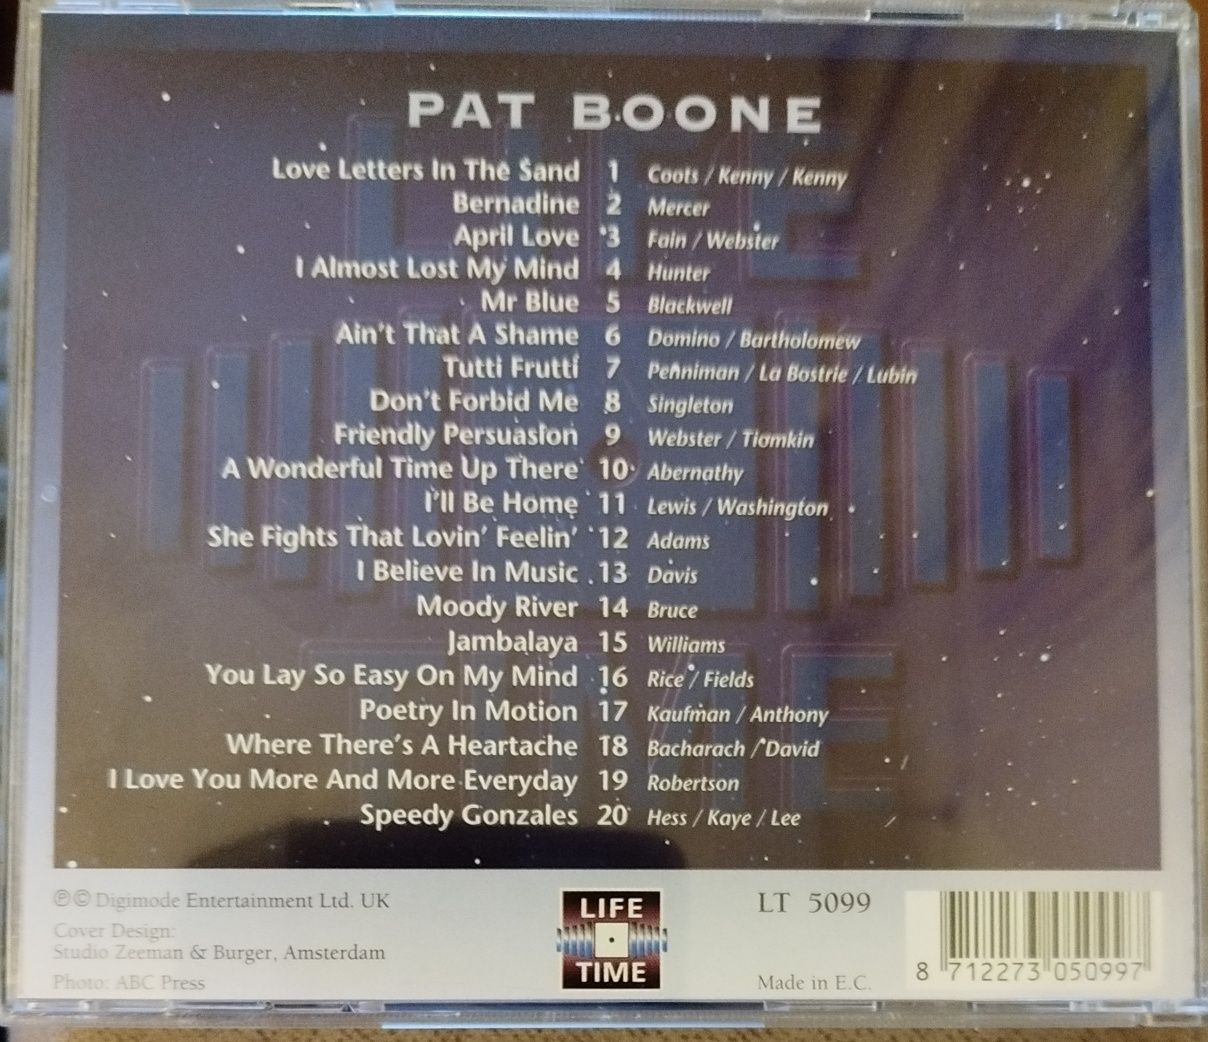 PAT BOONE
Love Letters In The Sand 1 Coots / Kenny / Kenny
Bernadine 2 Mercer
April Love 3 Fain / Webster
I Almost Lost My Mind 4 Hunter
Mr Blue 5 Blackwell
Ain't That A Shame 6 Domino / Bartholomew
Tutti Frutti 7 Penniman / La Bostrie / Lubin
Don't Forbid Me 8 Singleton
Friendly Persuasion 9 Webster / Tiomkin
A Wonderful Time Up There 10 Abernathy
I'll Be Home 11 Lewis / Washington
She Fights That Lovin' Feelin' 12 Adams
I Believe In Music 13 Davis
Moody River 14 Bruce
Jambalaya 15 Williams
You Lay So Easy On My Mind 16 Rice / Fields
Poetry In Motion 17 Kaufman / Anthony
Where There's A Heartache 18 Bacharach / David
I Love You More And More Everyday 19 Robertson
Speedy Gonzales 20 Hess / Kaye / Lee
℗© Digimode Entertainment Ltd. UK
Cover Design:
Studio Zeeman & Burger, Amsterdam
Photo: ABC Press
LIFE
TIME
LT 5099
Made in E.C.
8 712273 050997